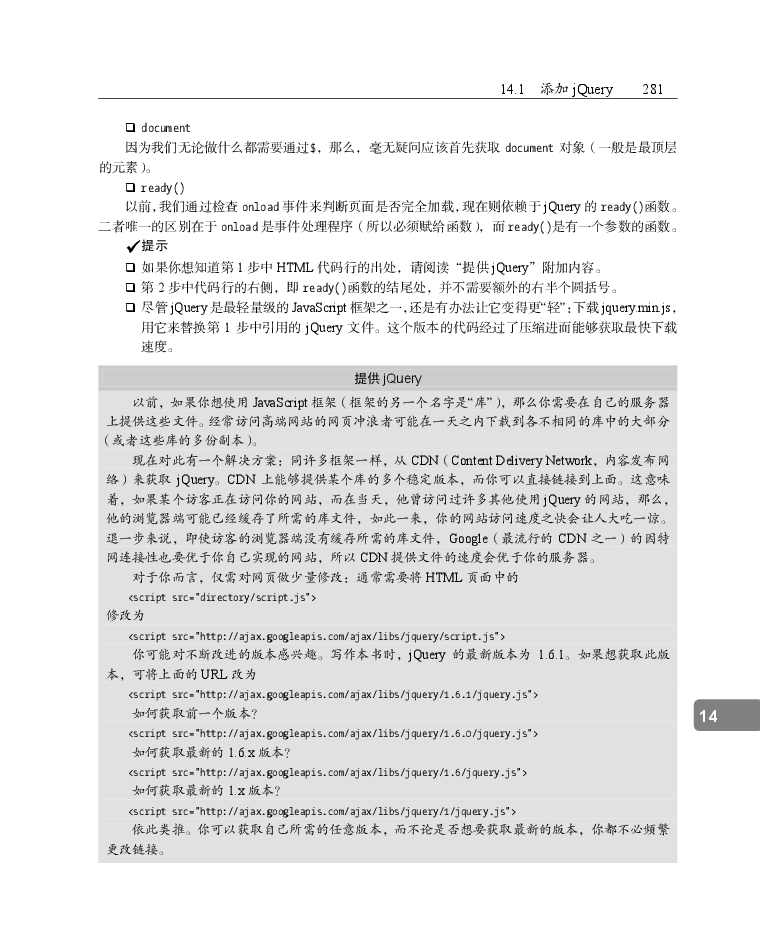 14.1 添加 jQuery 281
❑ document
因为我们无论做什么都需要通过$，那么，毫无疑问应该首先获取 document 对象（一般是最顶层
的元素）。
❑ ready()
以前，我们通过检查 onload 事件来判断页面是否完全加载，现在则依赖于 jQuery 的 ready()函数。
二者唯一的区别在于 onload 是事件处理程序（所以必须赋给函数），而 ready()是有一个参数的函数。
✓提示
❑ 如果你想知道第 1 步中 HTML 代码行的出处，请阅读“提供 jQuery”附加内容。
❑ 第 2 步中代码行的右侧，即 ready()函数的结尾处，并不需要额外的右半个圆括号。
❑ 尽管 jQuery 是最轻量级的 JavaScript 框架之一，还是有办法让它变得更“轻”：下载 jquery.min.js，
用它来替换第 1 步中引用的 jQuery 文件。这个版本的代码经过了压缩进而能够获取最快下载
速度。
提供 jQuery
以前，如果你想使用 JavaScript 框架（框架的另一个名字是“库”），那么你需要在自己的服务器
上提供这些文件。经常访问高端网站的网页冲浪者可能在一天之内下载到各不相同的库中的大部分
（或者这些库的多份副本）。
现在对此有一个解决方案：同许多框架一样，从 CDN（Content Delivery Network，内容发布网
络）来获取 jQuery。CDN 上能够提供某个库的多个稳定版本，而你可以直接链接到上面。这意味
着，如果某个访客正在访问你的网站，而在当天，他曾访问过许多其他使用 jQuery 的网站，那么，
他的浏览器端可能已经缓存了所需的库文件，如此一来，你的网站访问速度之快会让人大吃一惊。
退一步来说，即使访客的浏览器端没有缓存所需的库文件，Google（最流行的 CDN 之一）的因特
网连接性也要优于你自己实现的网站，所以 CDN 提供文件的速度会优于你的服务器。
对于你而言，仅需对网页做少量修改：通常需要将 HTML 页面中的
<script src="directory/script.js">
修改为
<script src="http://ajax.googleapis.com/ajax/libs/jquery/script.js">
你可能对不断改进的版本感兴趣。写作本书时，jQuery 的最新版本为 1.6.1。如果想获取此版
本，可将上面的 URL 改为
<script src="http://ajax.googleapis.com/ajax/libs/jquery/1.6.1/jquery.js">
如何获取前一个版本？
<script src="http://ajax.googleapis.com/ajax/libs/jquery/1.6.0/jquery.js">
如何获取最新的 1.6.x 版本？
<script src="http://ajax.googleapis.com/ajax/libs/jquery/1.6/jquery.js">
如何获取最新的 1.x 版本？
<script src="http://ajax.googleapis.com/ajax/libs/jquery/1/jquery.js">
依此类推。你可以获取自己所需的任意版本，而不论是否想要获取最新的版本，你都不必频繁
更改链接。
14